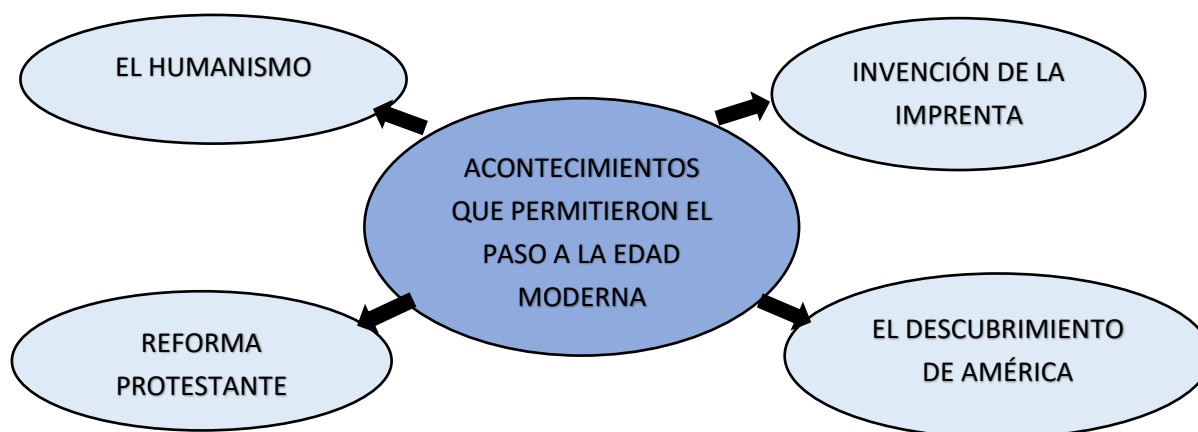 EL HUMANISMO
INVENCIÓN DE LA
IMPRENTA
ACONTECIMIENTOS
QUE PERMITIERON EL
PASO A LA EDAD
MODERNA
REFORMA
PROTESTANTE
EL DESCUBRIMIENTO
DE AMÉRICA